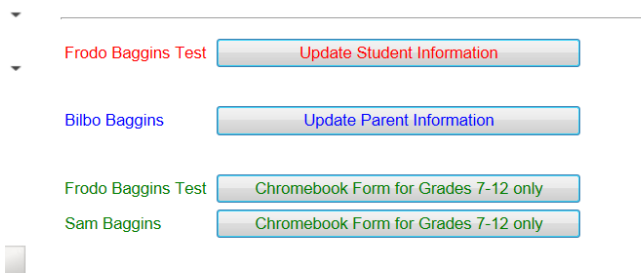 Frodo Baggins Test Update Student Information
Bilbo Baggins Update Parent Information
Frodo Baggins Test Chromebook Form for Grades 7-12 only
Sam Baggins Chromebook Form for Grades 7-12 only